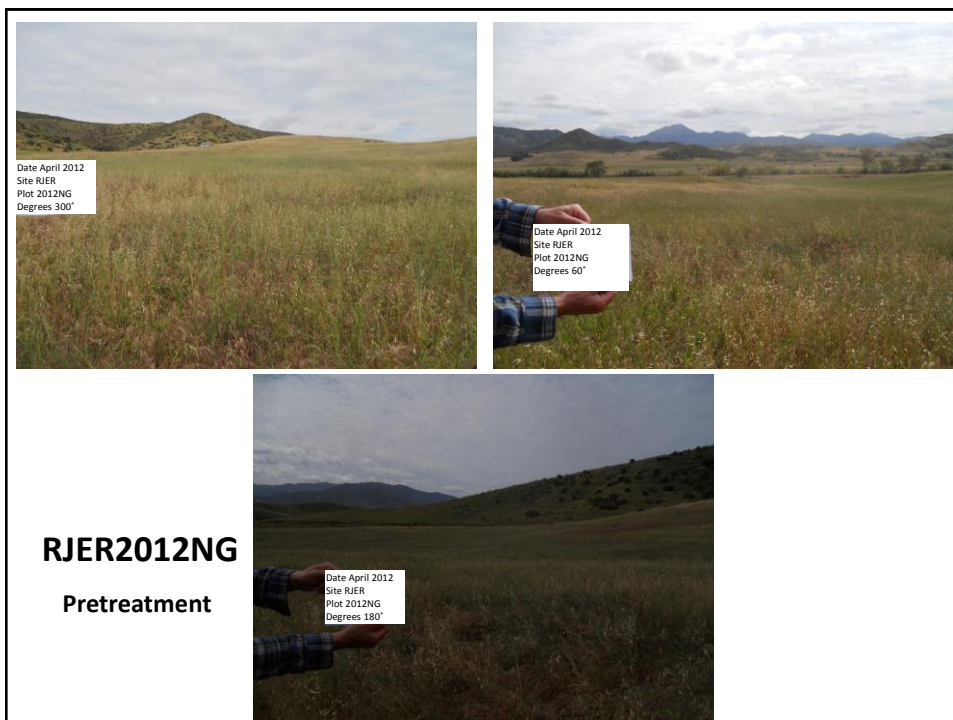 Date April 2012
Site RJER
Plot 2012NG
Degrees 300˚
Date April 2012
Site RJER
Plot 2012NG
Degrees 60˚
RJER2012NG
Pretreatment
Date April 2012
Site RJER
Plot 2012NG
Degrees 180˚